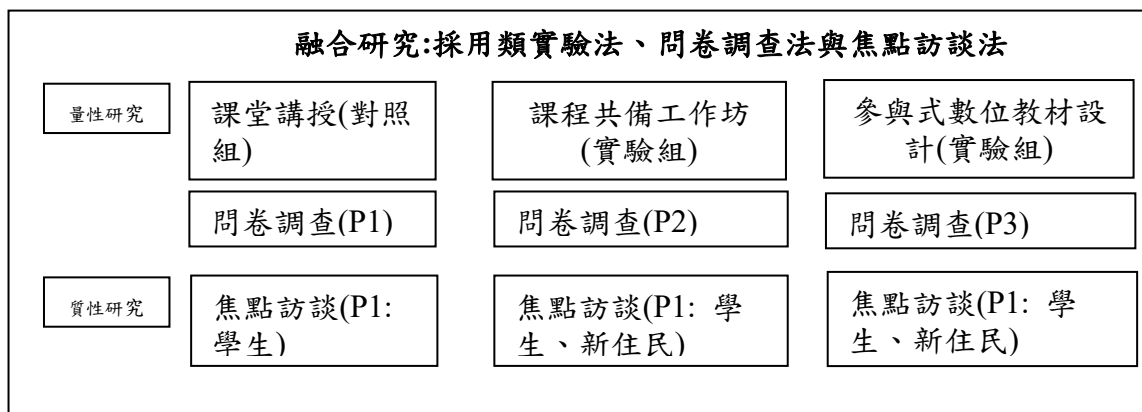 融合研究:採用類實驗法、問卷調查法與焦點訪談法
量性研究
課堂講授(對照
組)
課程共備工作坊
(實驗組)
參與式數位教材設
計(實驗組)
問卷調查(P1)
問卷調查(P2)
問卷調查(P3)
質性研究
焦點訪談(P1:
學生)
焦點訪談(P1: 學
生、新住民)
焦點訪談(P1: 學
生、新住民)